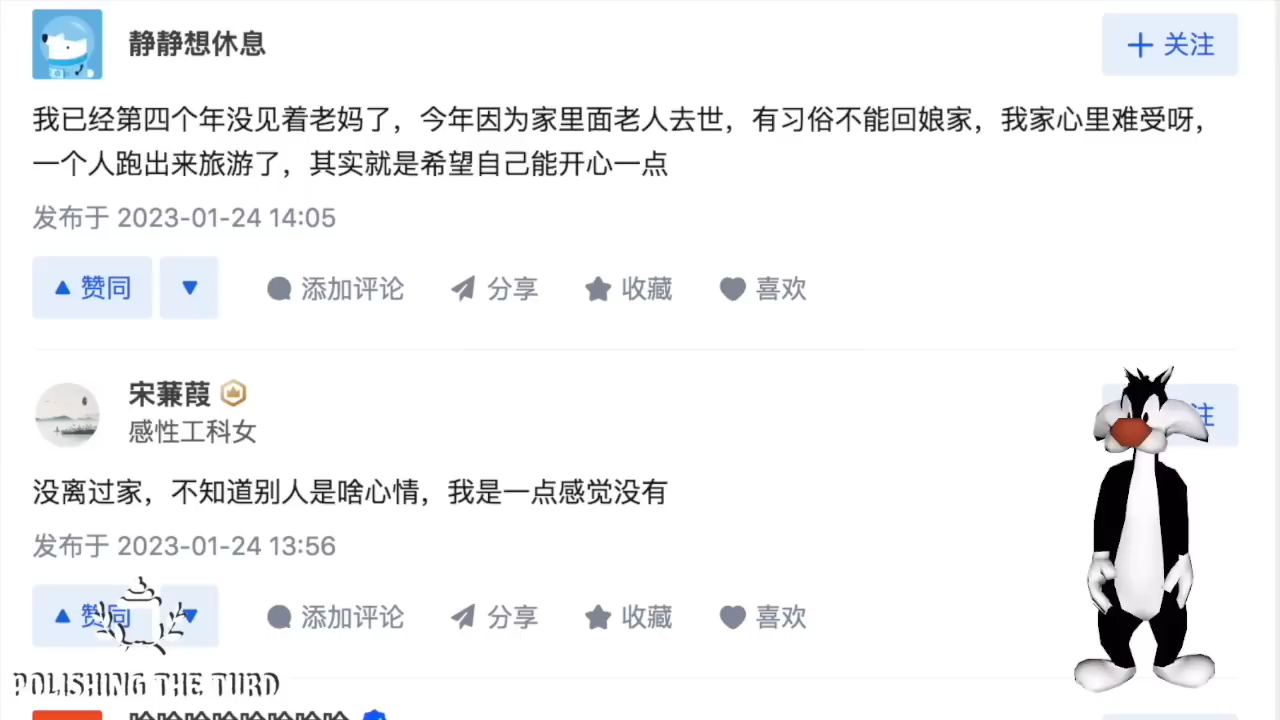 静静想休息
关注
我已经第四个年没见着老妈了，今年因为家里面老人去世，有习俗不能回娘家，我家心里难受呀，
一个人跑出来旅游了，其实就是希望自己能开心一点
发布于 2023-01-24 14:05
赞同
添加评论
分享
收藏
喜欢
宋蒹葭
感性工科女
注
没离过家，不知道别人是啥心情，我是一点感觉没有
发布于 2023-01-24 13:56
赞同
添加评论
分享
收藏
喜欢
POLISHING THE TURD